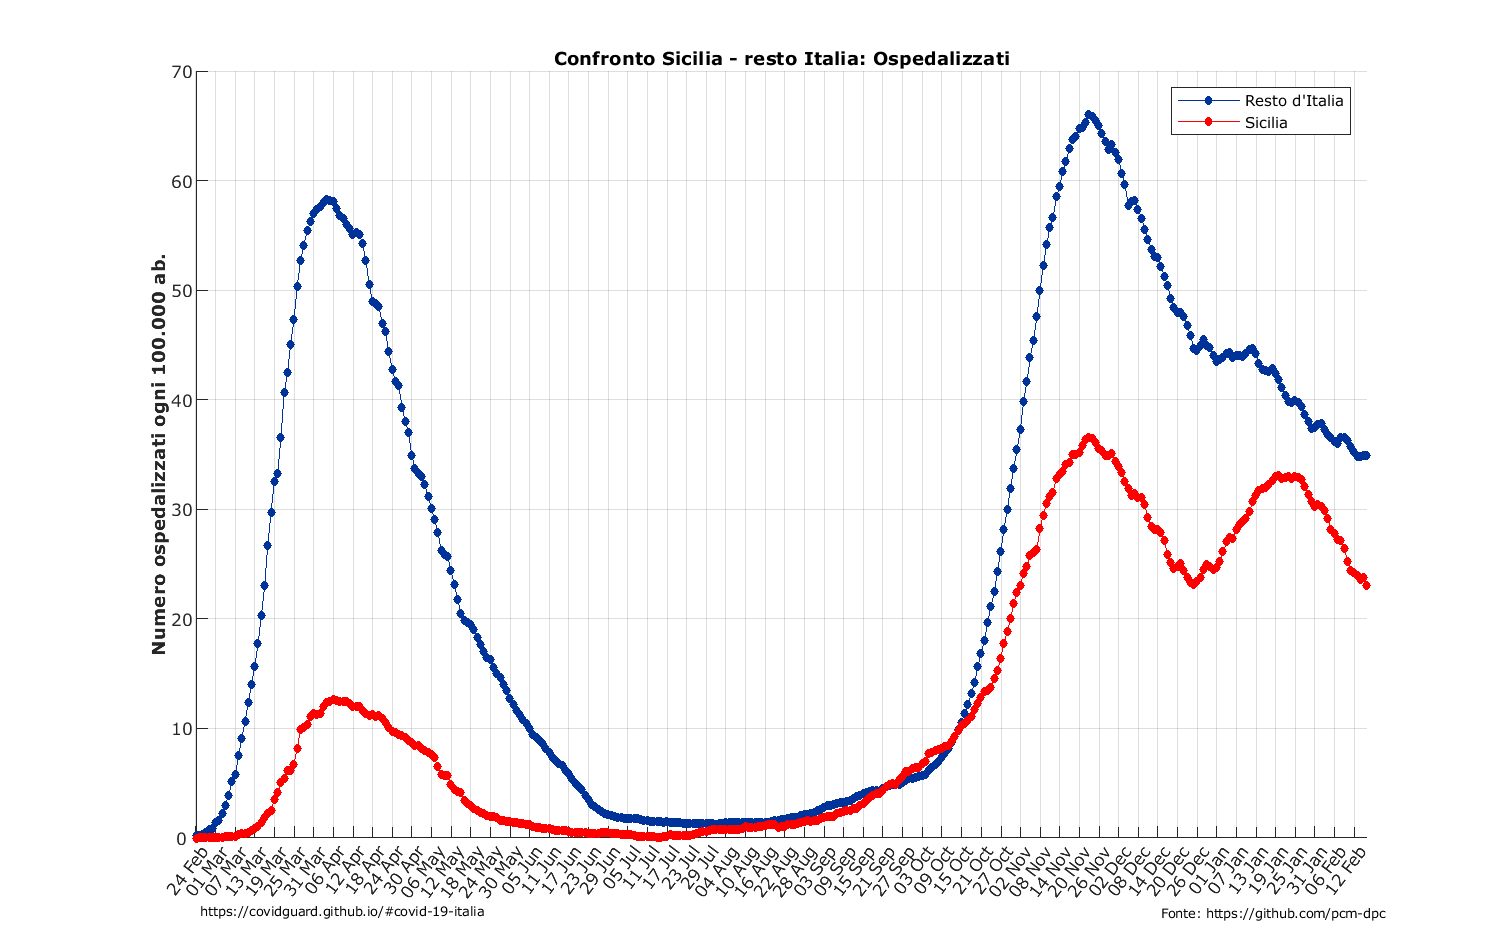 Confronto Sicilia - resto Italia: Ospedalizzati
Resto d'Italia
Sicilia
Numero ospedalizzati ogni 100.000 ab.
70
60
50
40
30
20
10
0
24 Feb
01 Mar
07 Mar
13 Mar
19 Mar
25 Mar
31 Mar
06 Apr
12 Apr
18 Apr
24 Apr
30 Apr
06 May
12 May
18 May
24 May
30 May
05 Jun
11 Jun
17 Jun
23 Jun
29 Jun
05 Jul
11 Jul
17 Jul
23 Jul
29 Jul
04 Aug
10 Aug
16 Aug
22 Aug
28 Aug
03 Sep
09 Sep
15 Sep
21 Sep
27 Sep
03 Oct
09 Oct
15 Oct
21 Oct
27 Oct
02 Nov
08 Nov
14 Nov
20 Nov
26 Nov
02 Dec
08 Dec
14 Dec
20 Dec
26 Dec
01 Jan
07 Jan
13 Jan
19 Jan
25 Jan
31 Jan
06 Feb
12 Feb
https://covidguard.github.io/#covid-19-italia
Fonte: https://github.com/pcm-dpc